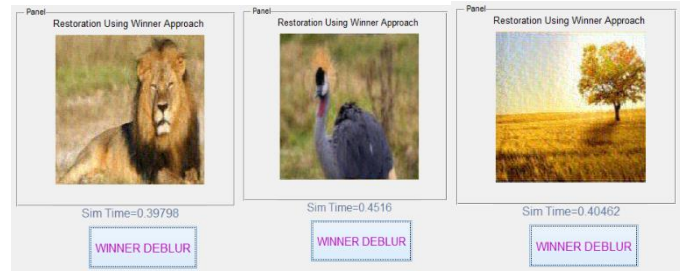 Panel
Restoration Using Winner Approach
Sim Time=0.39798
WINNER DEBLUR
Panel
Restoration Using Winner Approach
Sim Time=0.4516
WINNER DEBLUR
Panel
Restoration Using Winner Approach
Sim Time=0.40462
WINNER DEBLUR